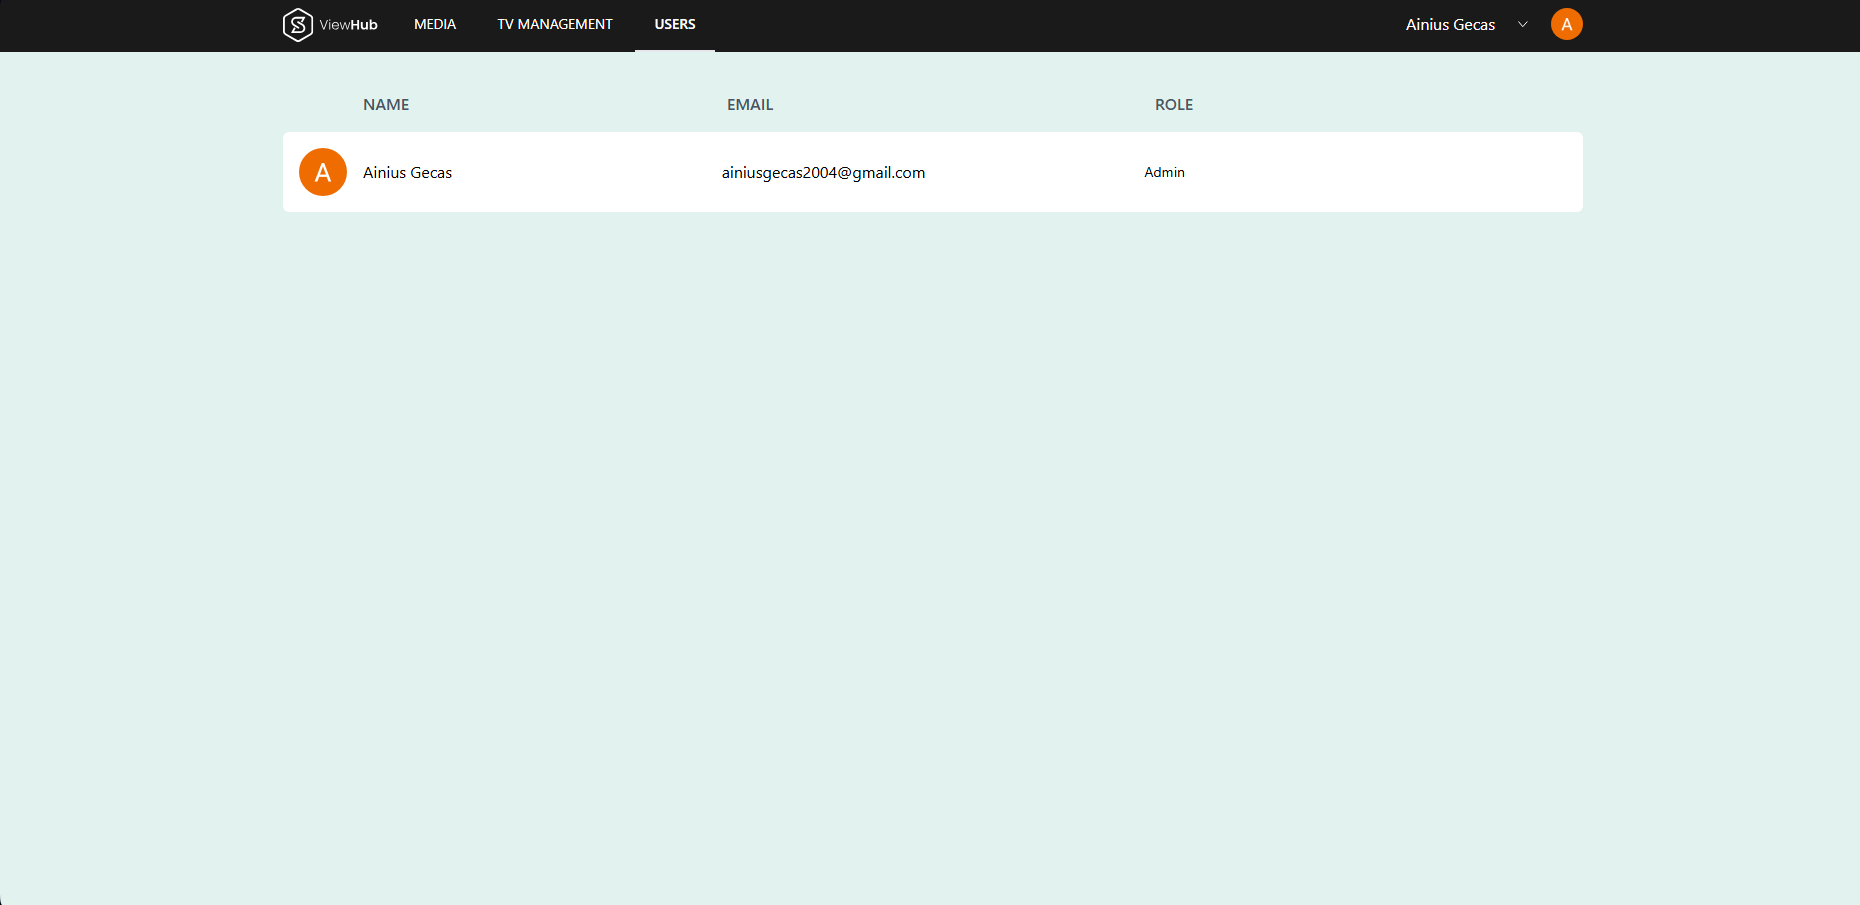 ViewHub MEDIA TV MANAGEMENT USERS Ainius Gecas A
NAME EMAIL ROLE
A Ainius Gecas ainiusgecas2004@gmail.com Admin